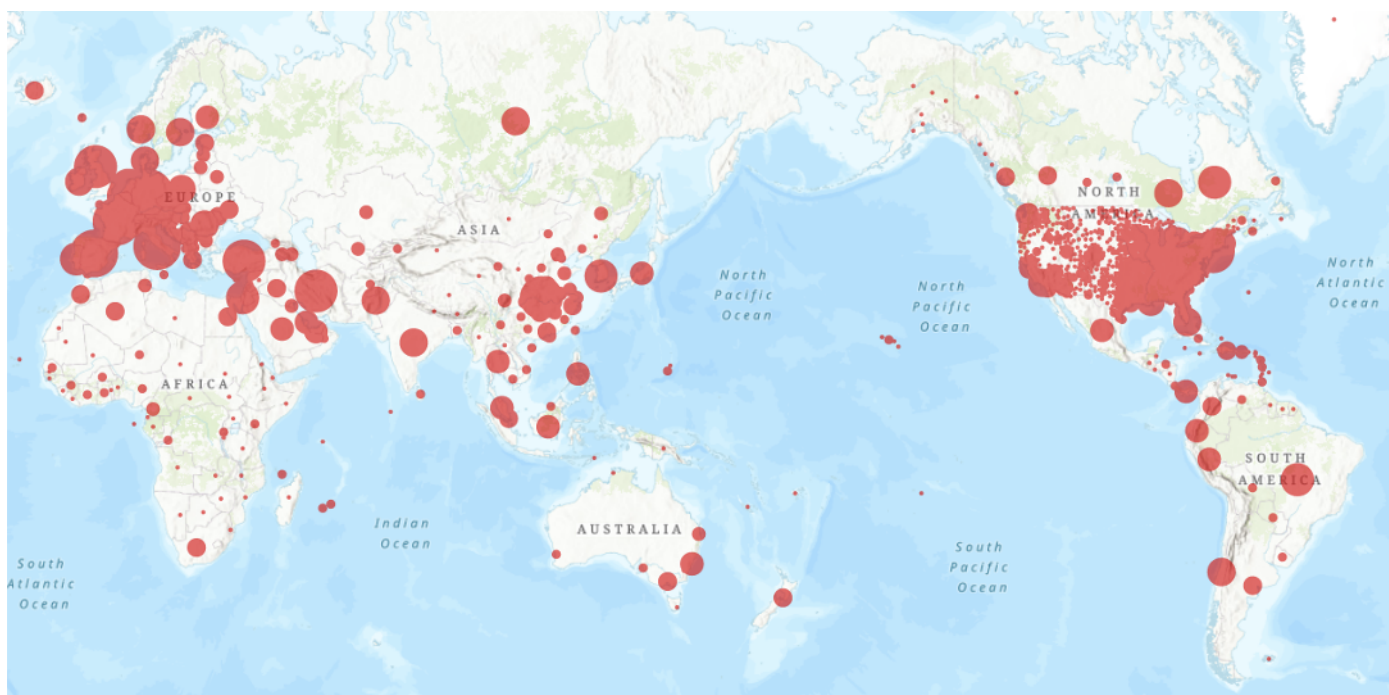 EUROPE
ASIA
NORTH
AMERICA
North
Pacific
Ocean
North
Pacific
Ocean
North
Atlantic
Ocean
AFRICA
SOUTH
AMERICA
Indian
Ocean
AUSTRALIA
South
Atlantic
Ocean
South
Pacific
Ocean